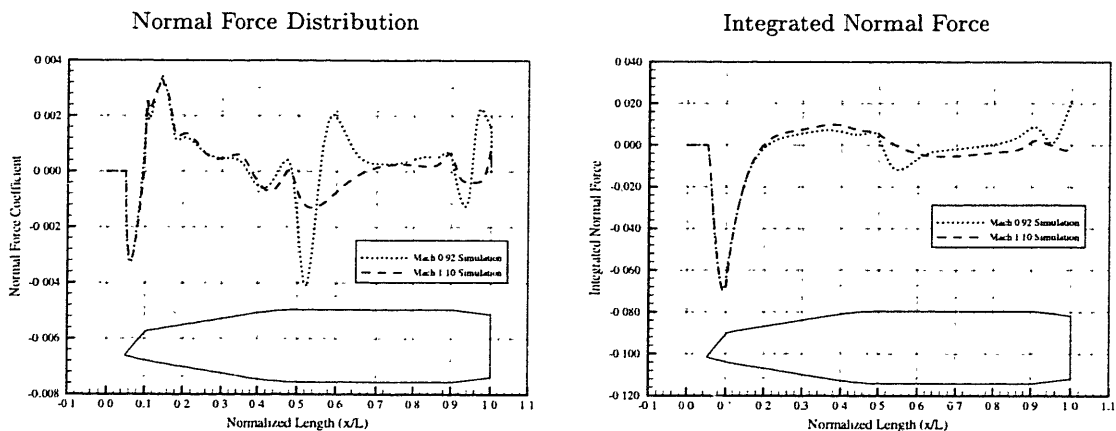 Normal Force Distribution
0.004
0.002
0.000
-0.002
-0.004
-0.006
-0.008
Normal Force Coefficient
Mach 0.92 Simulation
Mach 1.10 Simulation
-0.1 0.0 0.1 0.2 0.3 0.4 0.5 0.6 0.7 0.8 0.9 1.0 1.1
Normalized Length (x/L)
Integrated Normal Force
0.040
0.020
0.000
-0.020
-0.040
-0.060
-0.080
-0.100
-0.120
Integrated Normal Force
Mach 0.92 Simulation
Mach 1.10 Simulation
-0.1 0.0 0.1 0.2 0.3 0.4 0.5 0.6 0.7 0.8 0.9 1.0 1.1
Normalized Length (x/L)